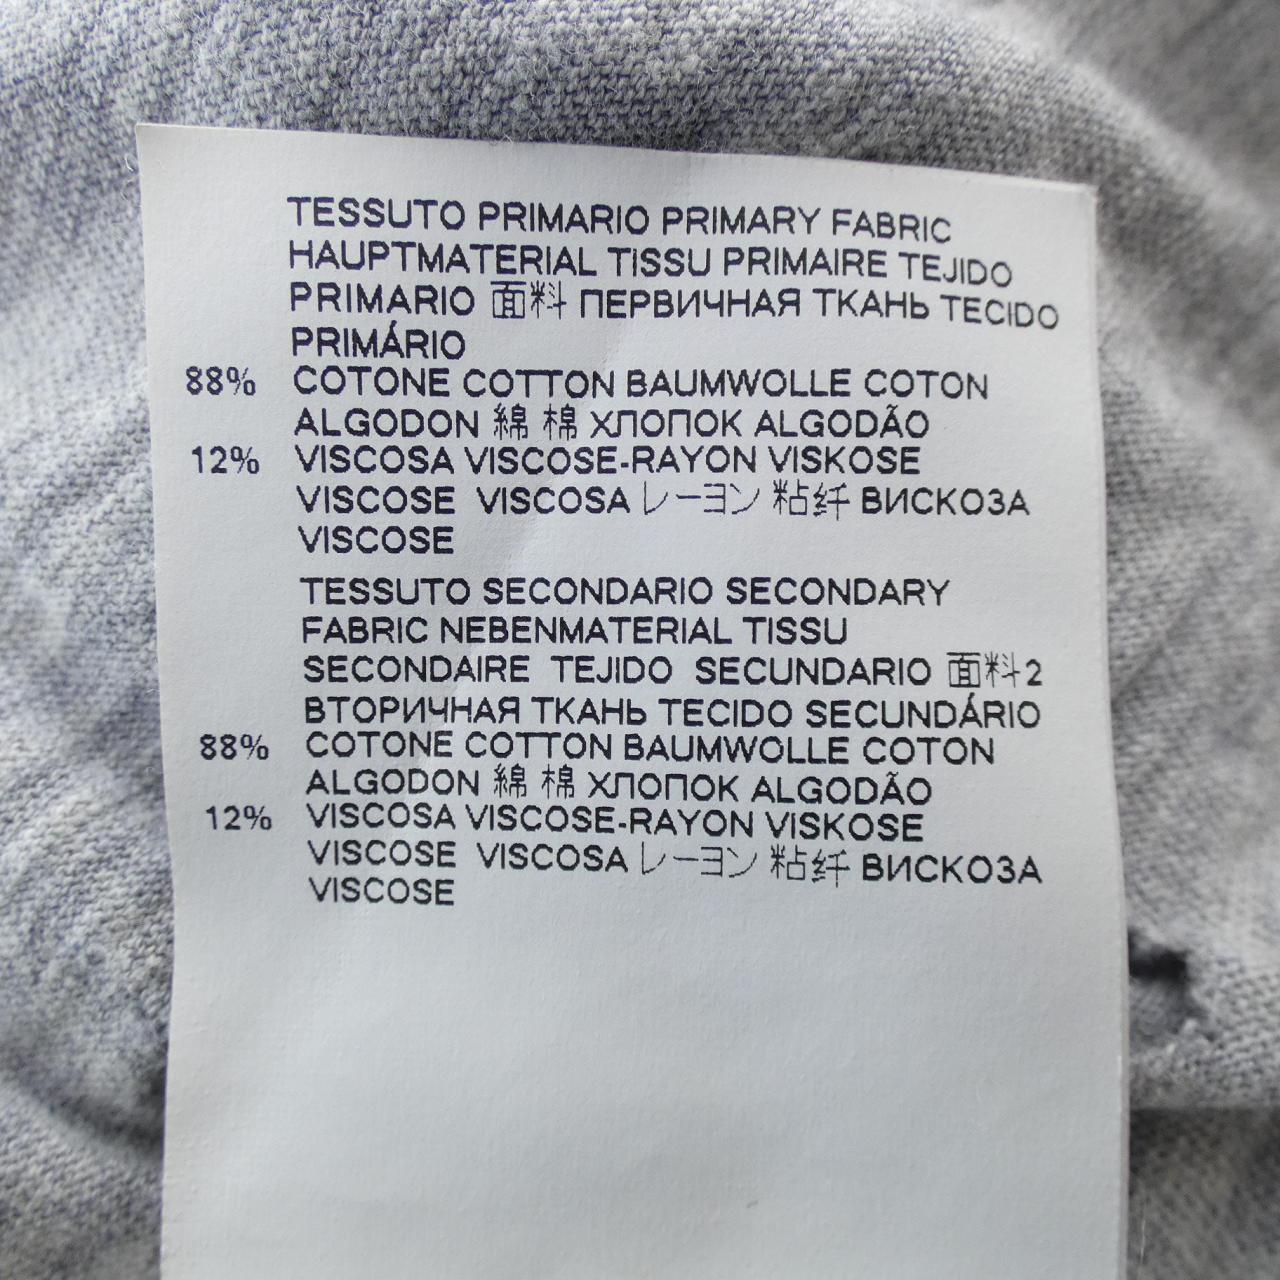 TESSUTO PRIMARIO PRIMARY FABRIC
HAUPTMATERIAL TISSU PRIMAIRE TEJIDO
PRIMARIO 面料 ПЕРВИЧНАЯ ТКАНЬ TECIDO
PRIMÁRIO
88% COTONE COTTON BAUMWOLLE COTON
ALGODON 綿 棉 ХЛОПОК ALGODÃO
12% VISCOSA VISCOSE-RAYON VISKOSE
VISCOSE VISCOSA レーヨン 粘纤 ВИСКОЗА
VISCOSE
TESSUTO SECONDARIO SECONDARY
FABRIC NEBENMATERIAL TISSU
SECONDAIRE TEJIDO SECUNDARIO 面料2
ВТОРИЧНАЯ ТКАНЬ TECIDO SECUNDÁRIO
88% COTONE COTTON BAUMWOLLE COTON
ALGODON 綿 棉 ХЛОПОК ALGODÃO
12% VISCOSA VISCOSE-RAYON VISKOSE
VISCOSE VISCOSA レーヨン 粘纤 ВИСКОЗА
VISCOSE